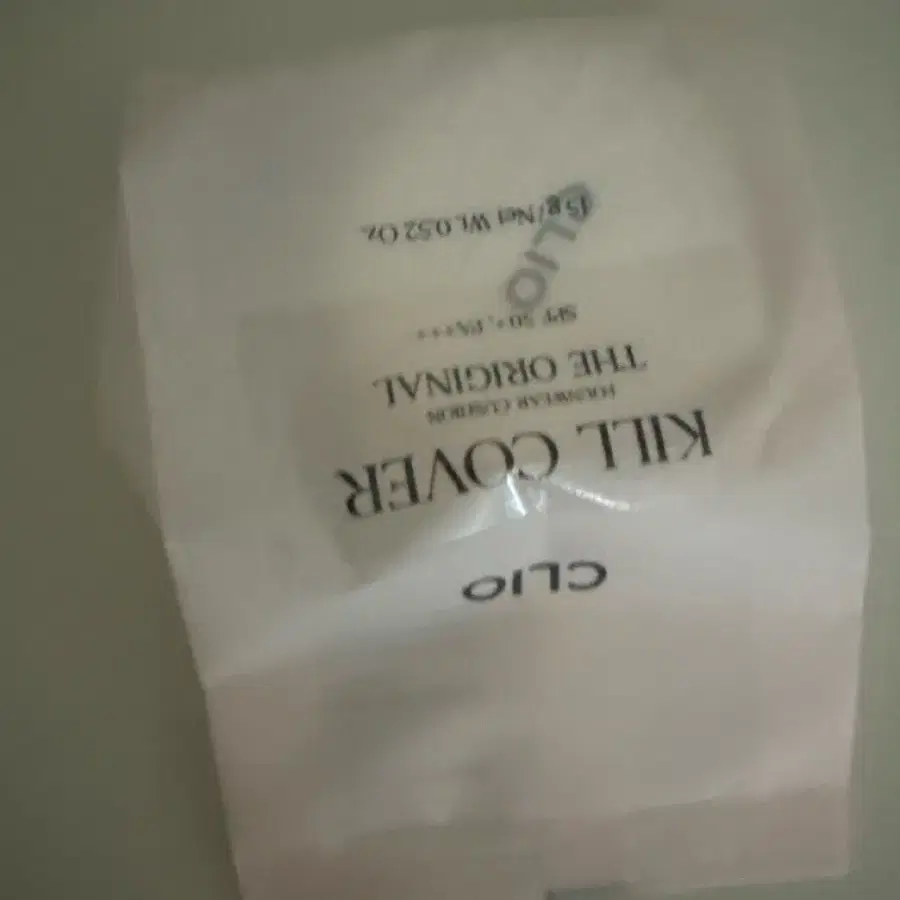 CLIO
KILL COVER
FOUNWEAR CUSHION
THE ORIGINAL
SPF 50+, PA+++
CLIO
15g/Net Wt. 0.52 Oz.